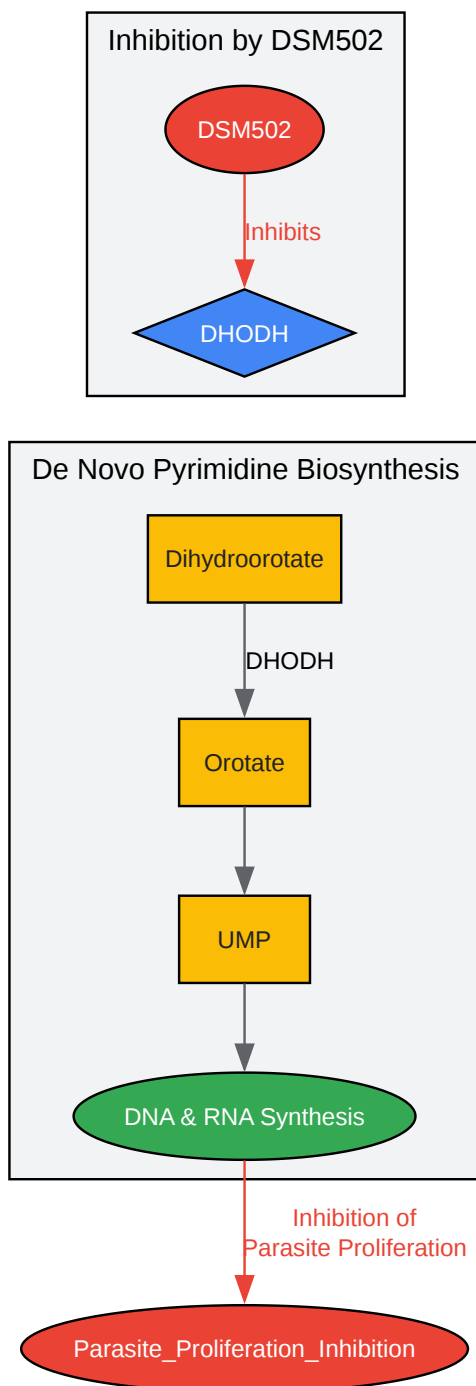 Inhibition by DSM502
DSM502
Inhibits
DHODH
De Novo Pyrimidine Biosynthesis
Dihydroorotate
DHODH
Orotate
UMP
DNA & RNA Synthesis
Inhibition of
Parasite Proliferation
Parasite_Proliferation_Inhibition